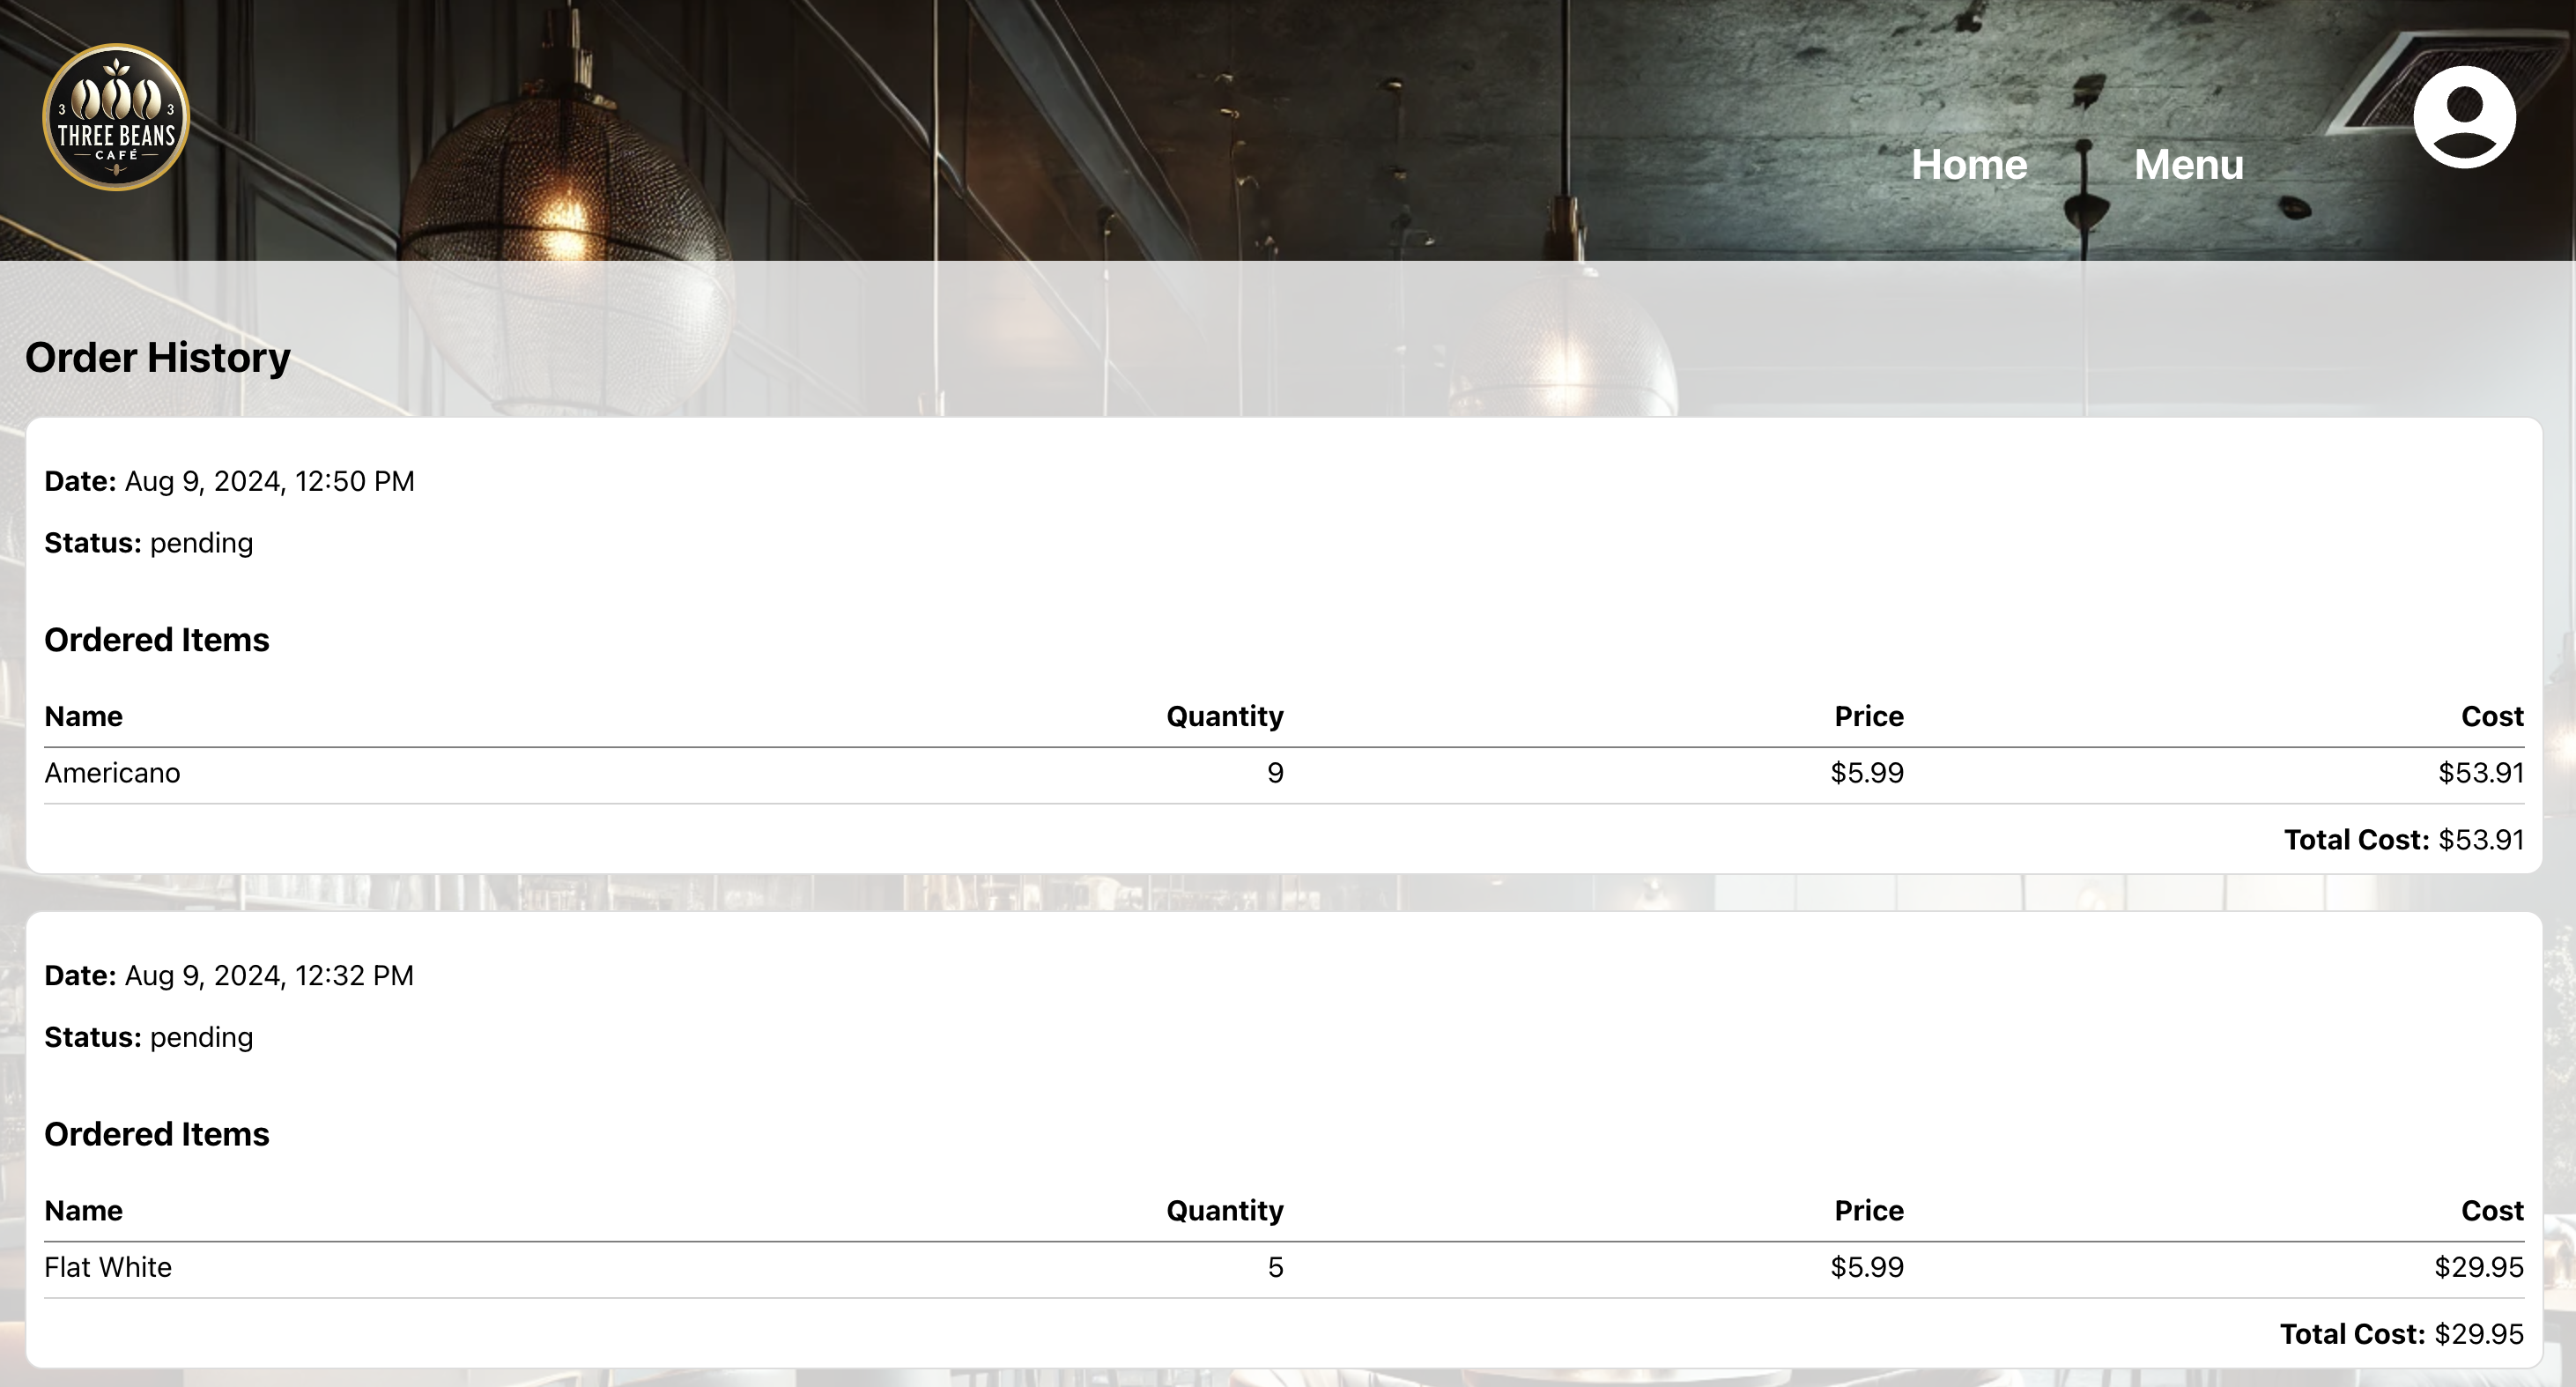 3 3
THREE BEANS
CAFÉ
Home Menu
Order History
Date: Aug 9, 2024, 12:50 PM
Status: pending
Ordered Items
Name Quantity Price Cost
Americano 9 $5.99 $53.91
Total Cost: $53.91
Date: Aug 9, 2024, 12:32 PM
Status: pending
Ordered Items
Name Quantity Price Cost
Flat White 5 $5.99 $29.95
Total Cost: $29.95